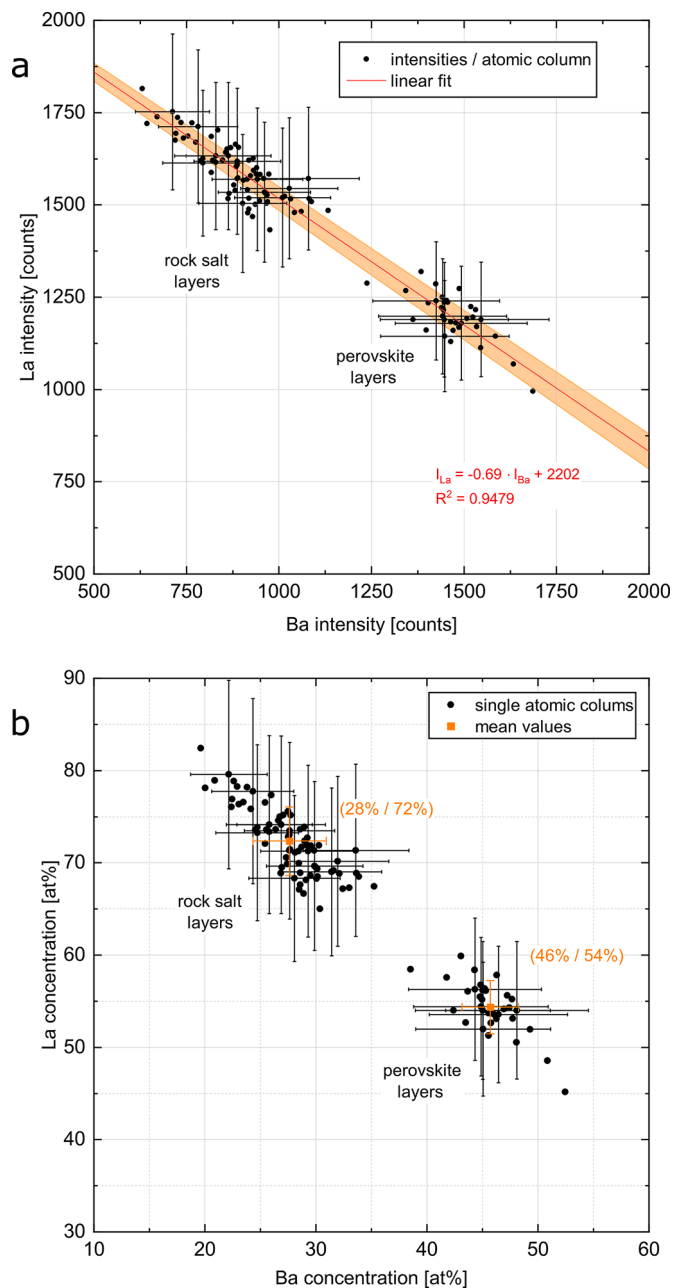 a
2000
1750
1500
1250
1000
750
500
La intensity [counts]
intensities / atomic column
linear fit
rock salt
layers
perovskite
layers
I_La = -0.69 · I_Ba + 2202
R² = 0.9479
500
750
1000
1250
1500
1750
2000
Ba intensity [counts]
b
90
80
70
60
50
40
30
La concentration [at%]
single atomic colums
mean values
(28% / 72%)
rock salt
layers
(46% / 54%)
perovskite
layers
10
20
30
40
50
60
Ba concentration [at%]